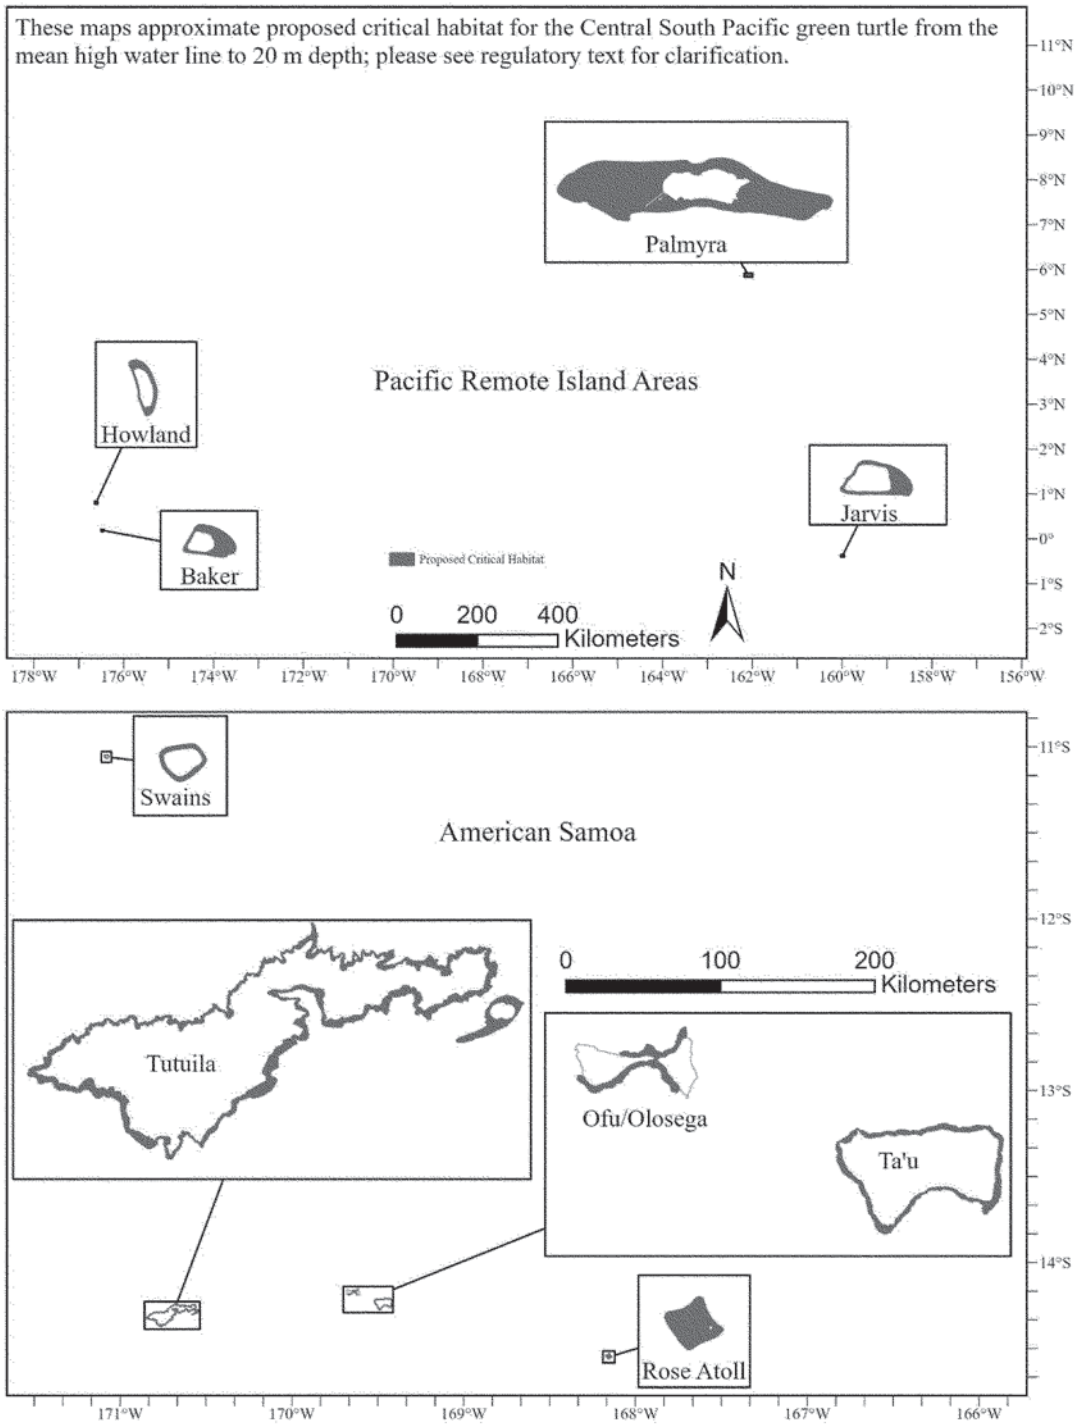 These maps approximate proposed critical habitat for the Central South Pacific green turtle from the
mean high water line to 20 m depth; please see regulatory text for clarification.
11°N
10°N
9°N
8°N
7°N
Palmyra
6°N
5°N
4°N
Pacific Remote Island Areas
3°N
Howland
2°N
1°N
Jarvis
0°
Proposed Critical Habitat
N
Baker
1°S
0 200 400
Kilometers
2°S
178°W 176°W 174°W 172°W 170°W 168°W 166°W 164°W 162°W 160°W 158°W 156°W
11°S
Swains
American Samoa
12°S
0 100 200
Kilometers
Tutuila
13°S
Ofu/Olosega
Ta'u
14°S
Rose Atoll
171°W 170°W 169°W 168°W 167°W 166°W